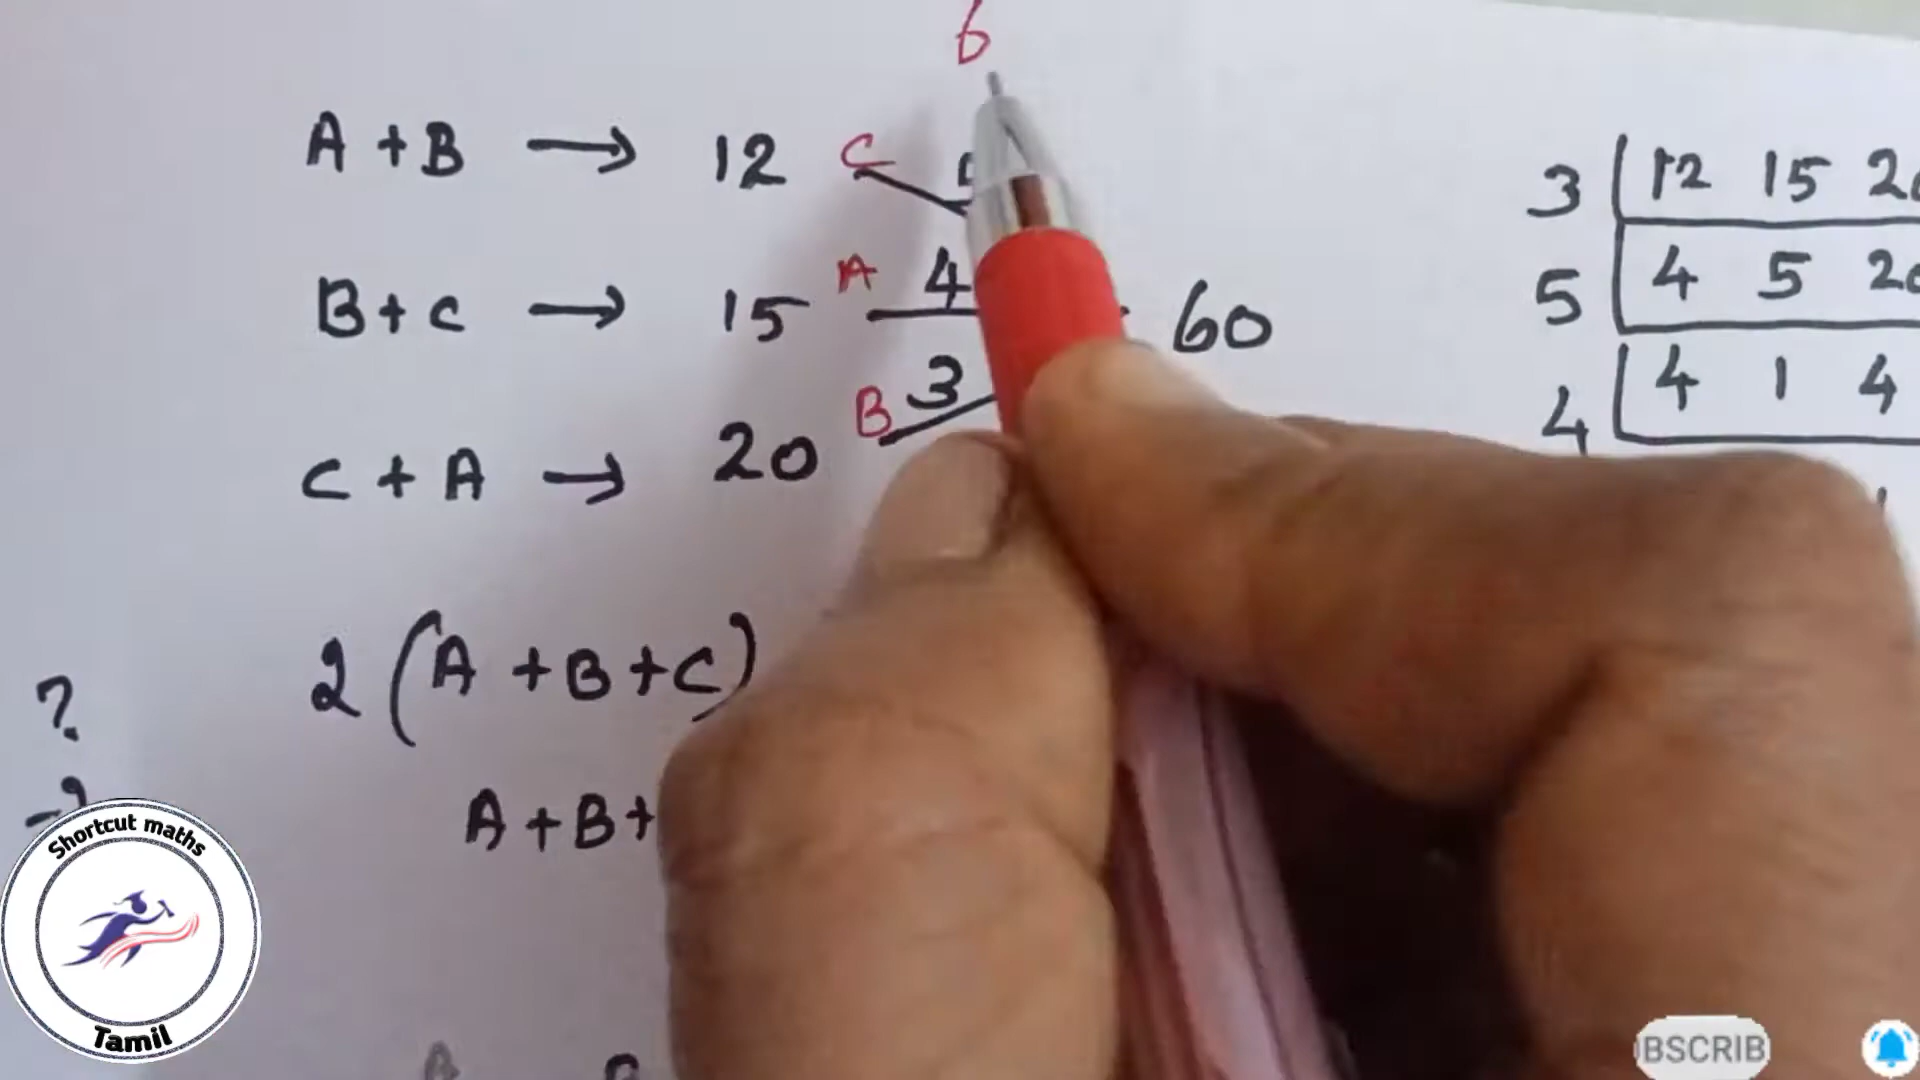 6
A + B → 12 C
B + C → 15 A 4 60
C + A → 20 B 3
2 (A + B + C)
A + B +
?
3 12 15
5 4 5
4 4 1 4
Shortcut maths
Tamil
BSCRIB